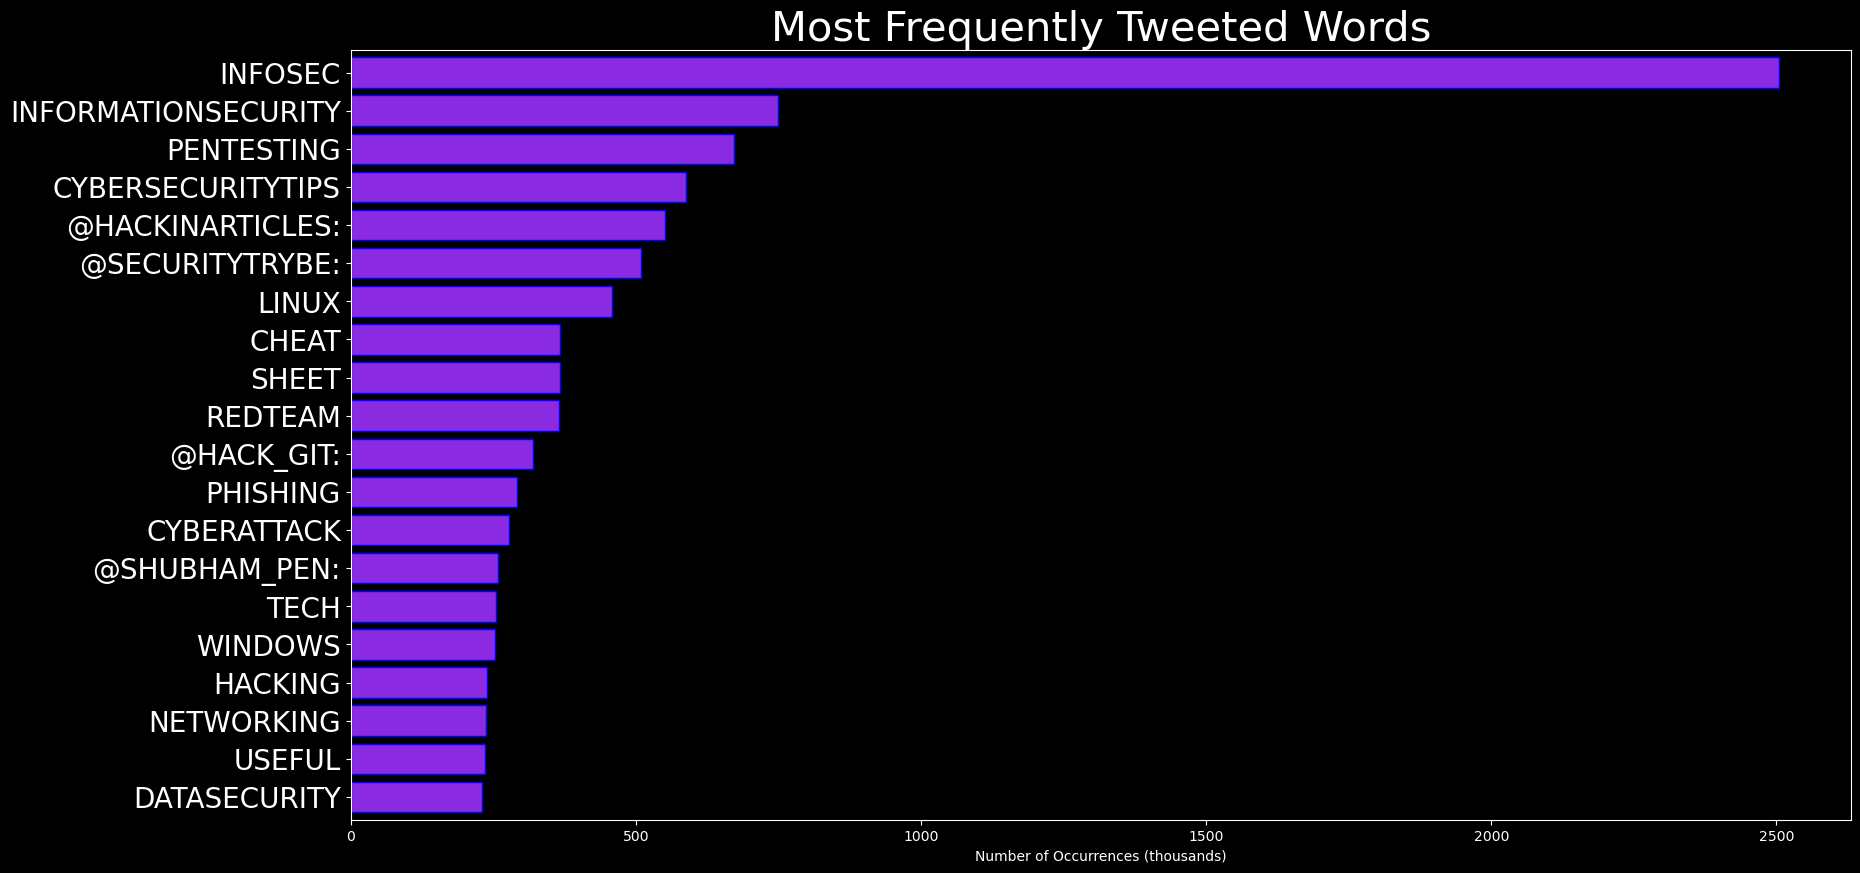 Most Frequently Tweeted Words
INFOSEC
INFORMATIONSECURITY
PENTESTING
CYBERSECURITYTIPS
@HACKINARTICLES:
@SECURITYTRYBE:
LINUX
CHEAT
SHEET
REDTEAM
@HACK_GIT:
PHISHING
CYBERATTACK
@SHUBHAM_PEN:
TECH
WINDOWS
HACKING
NETWORKING
USEFUL
DATASECURITY
0 500 1000 1500 2000 2500
Number of Occurrences (thousands)